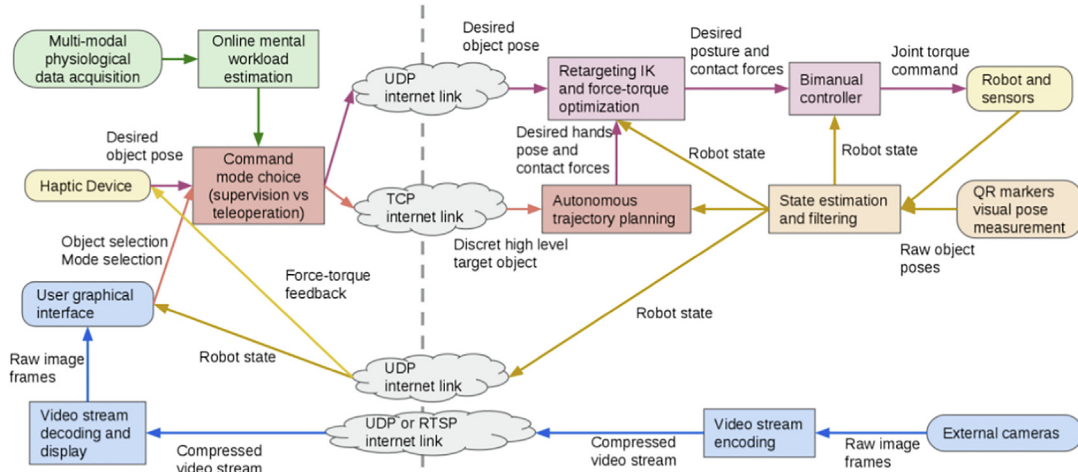 Multi-modal
physiological
data acquisition
Online mental
workload
estimation
Desired
object pose
UDP
internet link
Retargeting IK
and force-torque
optimization
Desired
posture and
contact forces
Bimanual
controller
Joint torque
command
Robot and
sensors
Desired
object pose
Haptic Device
Command
mode choice
(supervision vs
teleoperation)
TCP
internet link
Desired hands
pose and
contact forces
Autonomous
trajectory planning
Discret high level
target object
Robot state
Robot state
State estimation
and filtering
QR markers
visual pose
measurement
Raw object
poses
Object selection
Mode selection
Force-torque
feedback
User graphical
interface
Robot state
Robot state
UDP
internet link
Raw image
frames
Video stream
decoding and
display
Compressed
video stream
UDP or RTSP
internet link
Compressed
video stream
Video stream
encoding
Raw image
frames
External cameras